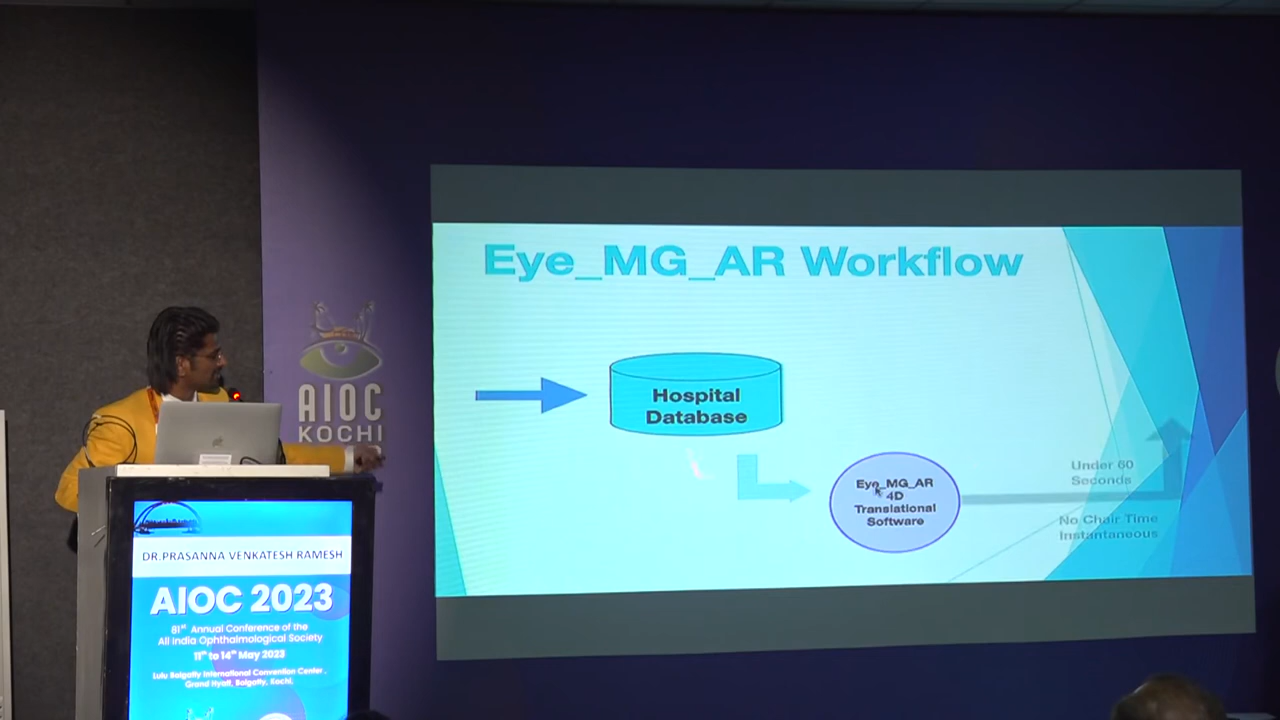 Eye_MG_AR Workflow
Hospital
Database
Eye_MG_AR
4D
Translational
Software
Under 60
Seconds
No Chair Time
Instantaneous
AIOC
KOCHI
DR.PRASANNA VENKATESH RAMESH
AIOC 2023
81st Annual Conference of the
All India Ophthalmological Society
11th to 14th May 2023
Lulu Bolgatty International Convention Center,
Grand Hyatt, Bolgatty, Kochi,